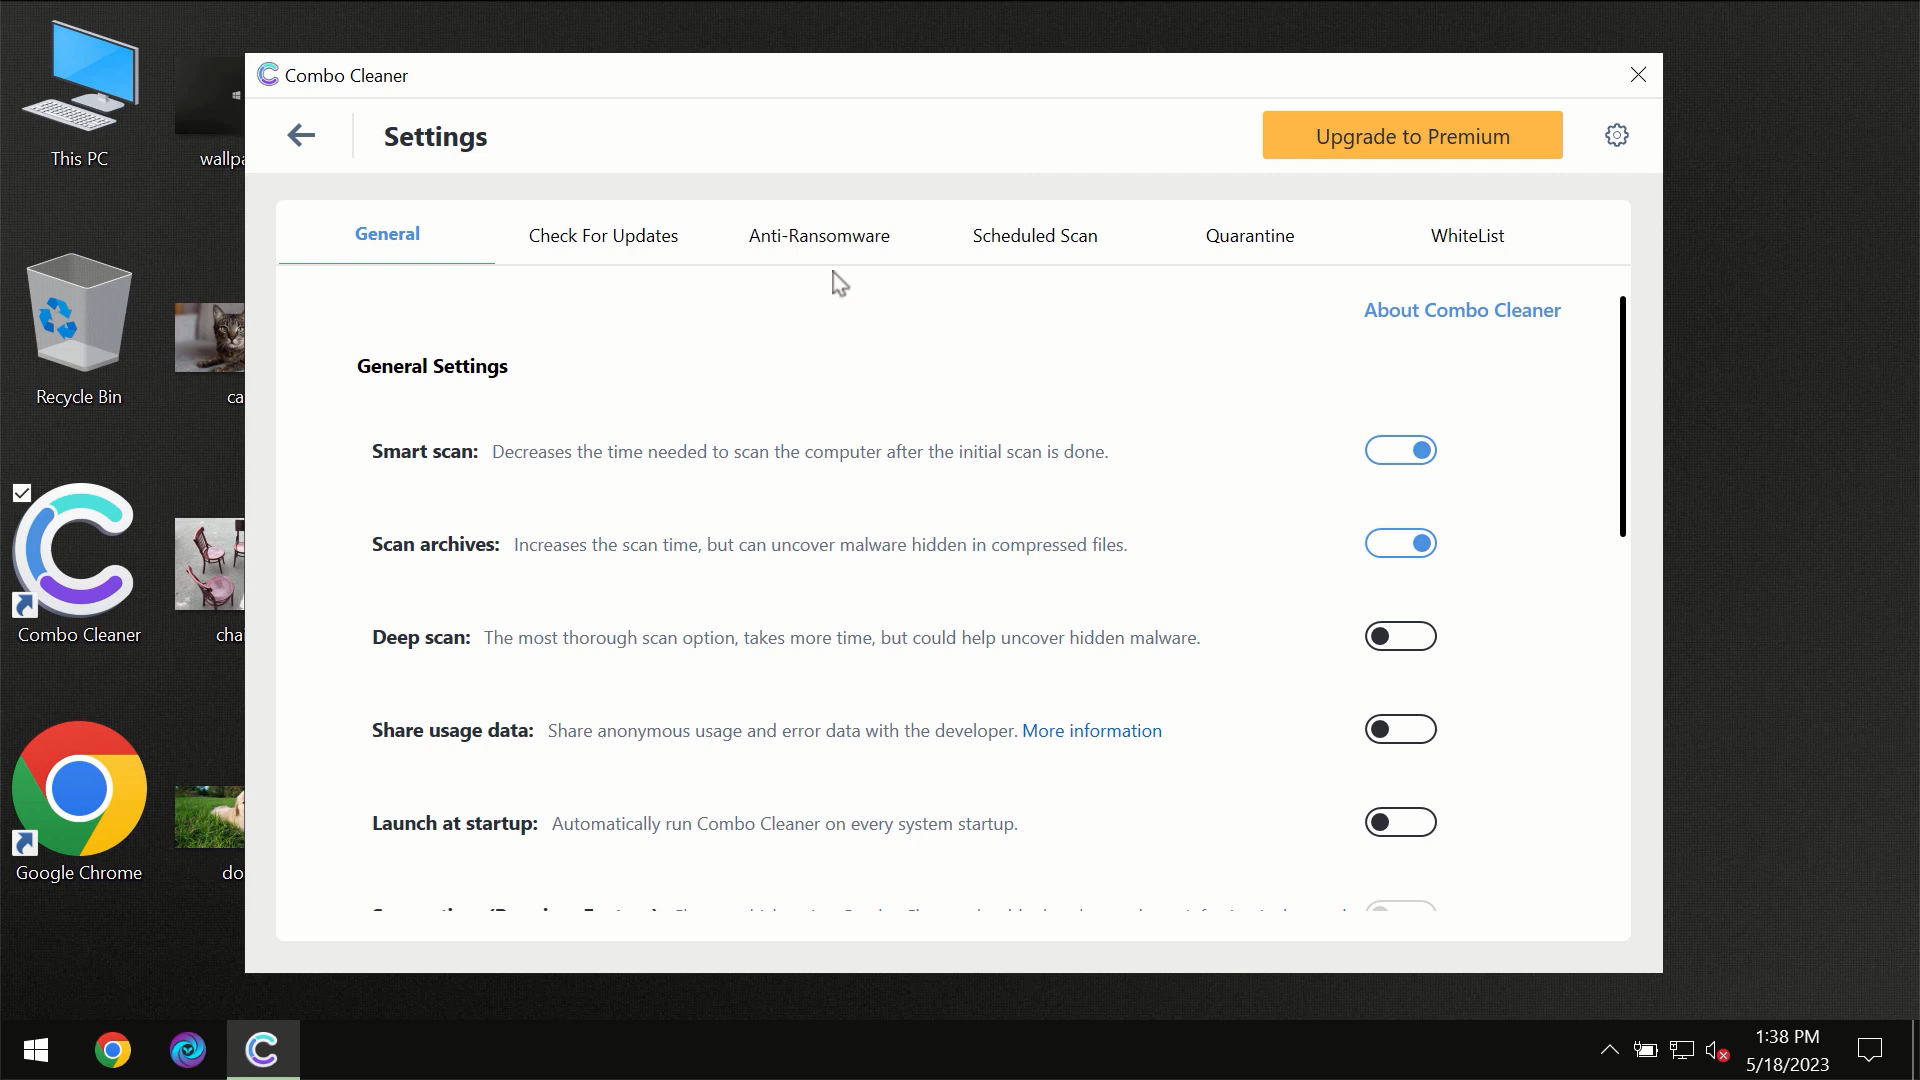 Combo Cleaner
Settings
Upgrade to Premium
General
Check For Updates
Anti-Ransomware
Scheduled Scan
Quarantine
WhiteList
About Combo Cleaner
General Settings
Smart scan: Decreases the time needed to scan the computer after the initial scan is done.
Scan archives: Increases the scan time, but can uncover malware hidden in compressed files.
Deep scan: The most thorough scan option, takes more time, but could help uncover hidden malware.
Share usage data: Share anonymous usage and error data with the developer. More information
Launch at startup: Automatically run Combo Cleaner on every system startup.
This PC
wallpa
Recycle Bin
ca
Combo Cleaner
chai
Google Chrome
do
1:38 PM
5/18/2023